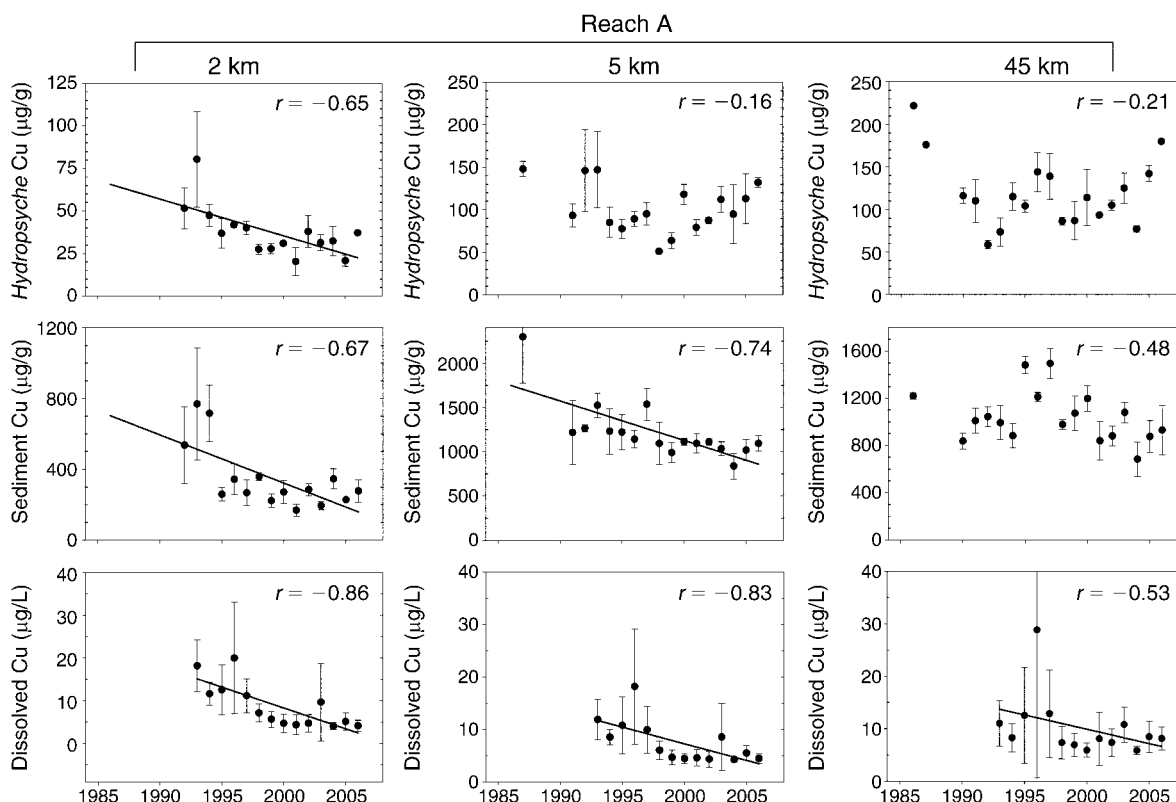 Reach A
2 km
5 km
45 km
Hydropsyche Cu (µg/g)
125
100
75
50
25
0
r = −0.65
Hydropsyche Cu (µg/g)
250
200
150
100
50
0
r = −0.16
Hydropsyche Cu (µg/g)
250
200
150
100
50
0
r = −0.21
Sediment Cu (µg/g)
1200
800
400
0
r = −0.67
Sediment Cu (µg/g)
2000
1500
1000
500
0
r = −0.74
Sediment Cu (µg/g)
1600
1200
800
400
0
r = −0.48
Dissolved Cu (µg/L)
40
30
20
10
0
r = −0.86
1985 1990 1995 2000 2005
Dissolved Cu (µg/L)
40
30
20
10
0
r = −0.83
1985 1990 1995 2000 2005
Dissolved Cu (µg/L)
40
30
20
10
0
r = −0.53
1985 1990 1995 2000 2005